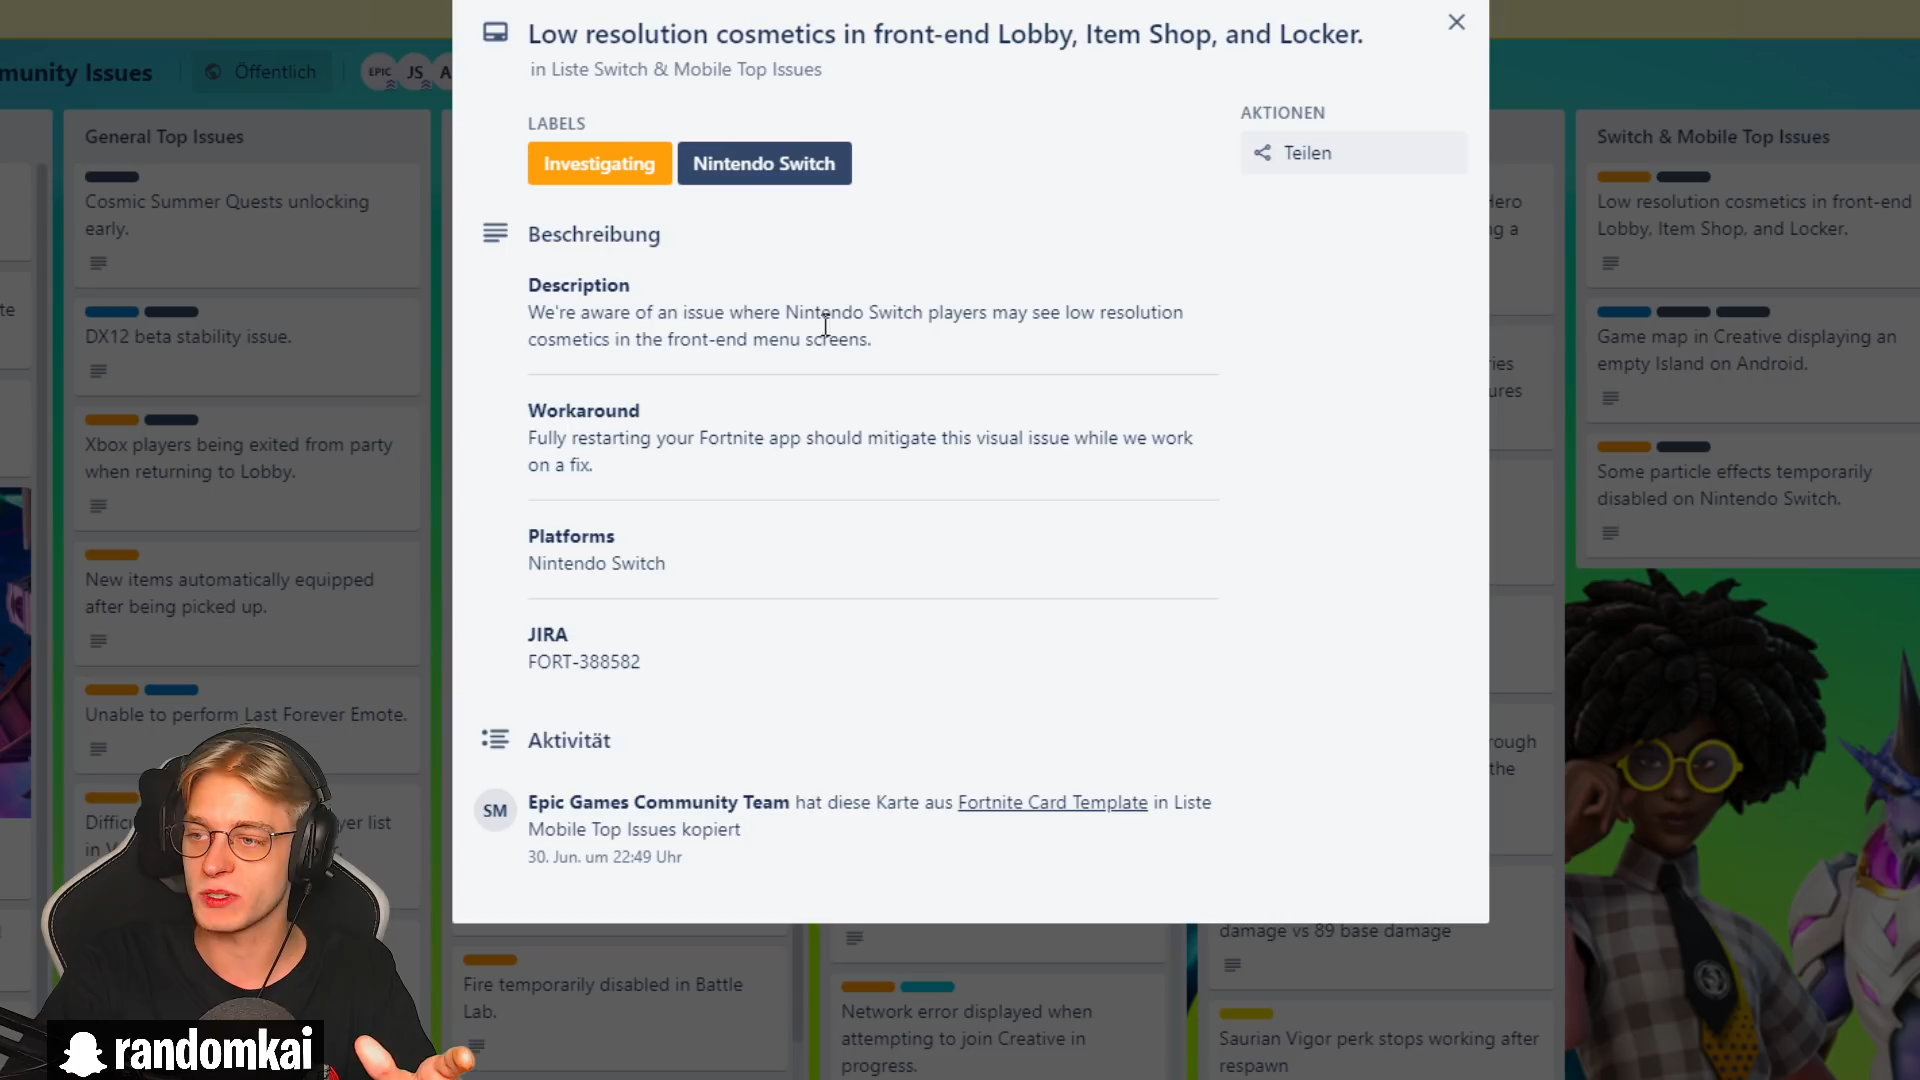 Low resolution cosmetics in front-end Lobby, Item Shop, and Locker.
in Liste Switch & Mobile Top Issues
LABELS
Investigating
Nintendo Switch
AKTIONEN
Teilen
Beschreibung
Description
We're aware of an issue where Nintendo Switch players may see low resolution
cosmetics in the front-end menu screens.
Workaround
Fully restarting your Fortnite app should mitigate this visual issue while we work
on a fix.
Platforms
Nintendo Switch
JIRA
FORT-388582
Aktivität
SM
Epic Games Community Team hat diese Karte aus Fortnite Card Template in Liste
Mobile Top Issues kopiert
30. Jun. um 22:49 Uhr
munity Issues
Öffentlich
EPIC
JS
A
General Top Issues
Cosmic Summer Quests unlocking
early.
DX12 beta stability issue.
Xbox players being exited from party
when returning to Lobby.
New items automatically equipped
after being picked up.
Unable to perform Last Forever Emote.
Diffic
yer list
in V
Fire temporarily disabled in Battle
Lab.
Network error displayed when
attempting to join Creative in
progress.
Hero
ng a
ries
ures
rough
the
damage vs 89 base damage
Saurian Vigor perk stops working after
respawn
Switch & Mobile Top Issues
Low resolution cosmetics in front-end
Lobby, Item Shop, and Locker.
Game map in Creative displaying an
empty Island on Android.
Some particle effects temporarily
disabled on Nintendo Switch.
randomkai